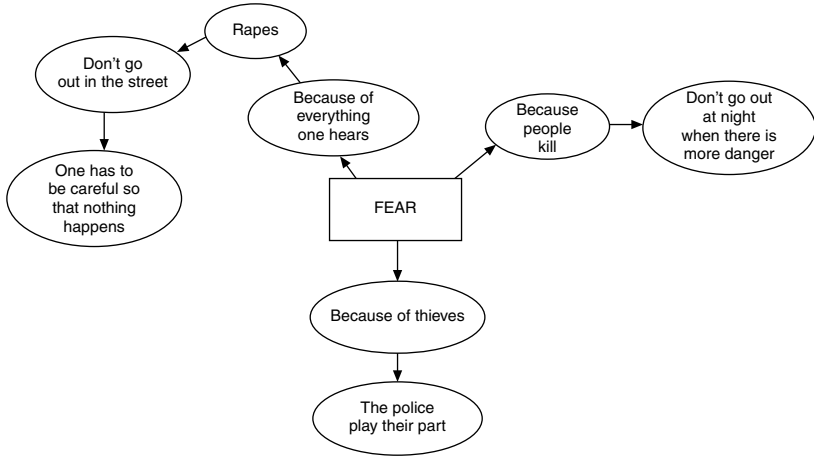 Rapes
Don't go
out in the street
Because of
everything
one hears
Because
people
kill
Don't go out
at night
when there is
more danger
One has to
be careful so
that nothing
happens
FEAR
Because of thieves
The police
play their part